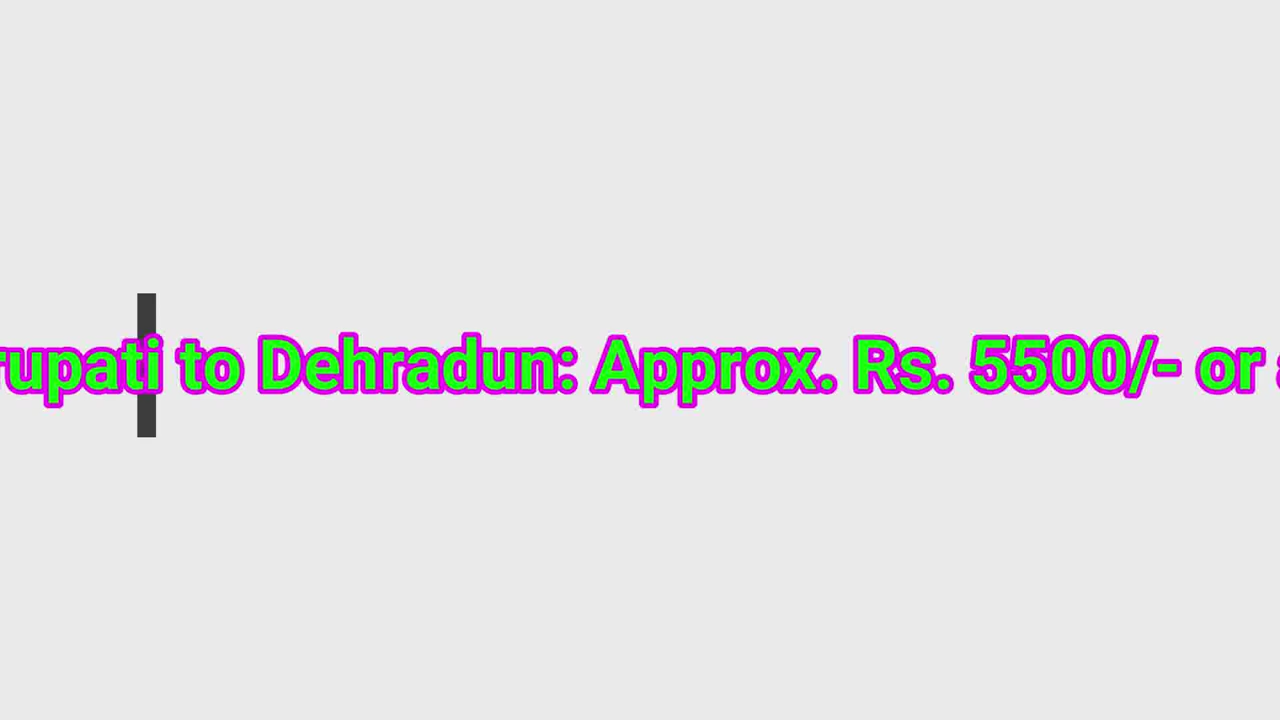 rupati to Dehradun: Approx. Rs. 5500/- or